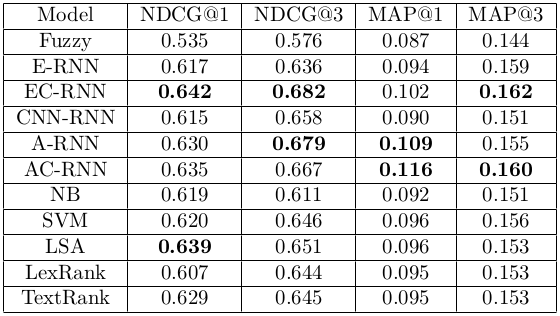 Model NDCG@1 NDCG@3 MAP@1 MAP@3
Fuzzy 0.535 0.576 0.087 0.144
E-RNN 0.617 0.636 0.094 0.159
EC-RNN 0.642 0.682 0.102 0.162
CNN-RNN 0.615 0.658 0.090 0.151
A-RNN 0.630 0.679 0.109 0.155
AC-RNN 0.635 0.667 0.116 0.160
NB 0.619 0.611 0.092 0.151
SVM 0.620 0.646 0.096 0.156
LSA 0.639 0.651 0.096 0.153
LexRank 0.607 0.644 0.095 0.153
TextRank 0.629 0.645 0.095 0.153